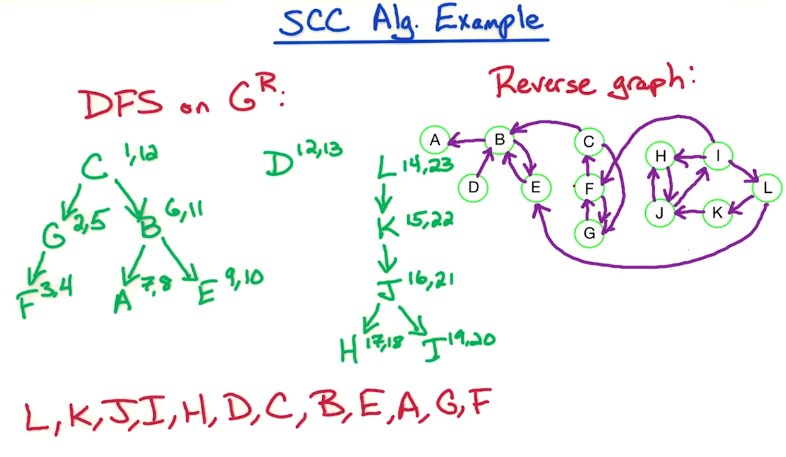 SCC Alg. Example
DFS on G^R:
Reverse graph:
C 1,12
D 12,13
L 14,23
G 2,5
B 6,11
K 15,22
F 3,4
A 7,8
E 9,10
J 16,21
H 17,18
I 19,20
A
B
C
H
I
D
E
F
L
G
J
K
L, K, J, I, H, D, C, B, E, A, G, F